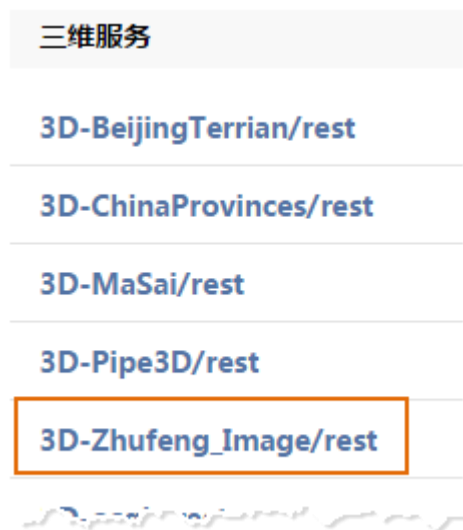 三维服务
3D-BeijingTerrian/rest
3D-ChinaProvinces/rest
3D-MaSai/rest
3D-Pipe3D/rest
3D-Zhufeng_Image/rest